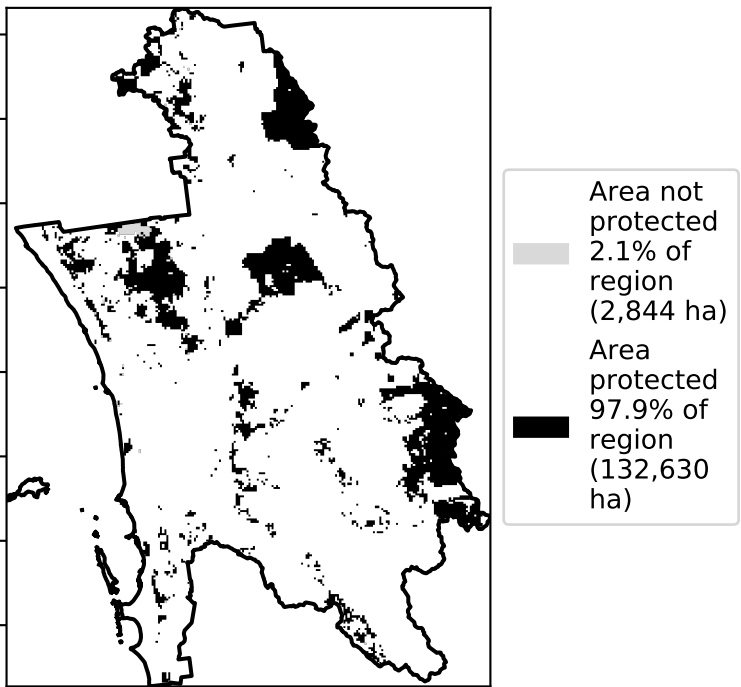 Area not
protected
2.1% of
region
(2,844 ha)
Area
protected
97.9% of
region
(132,630
ha)